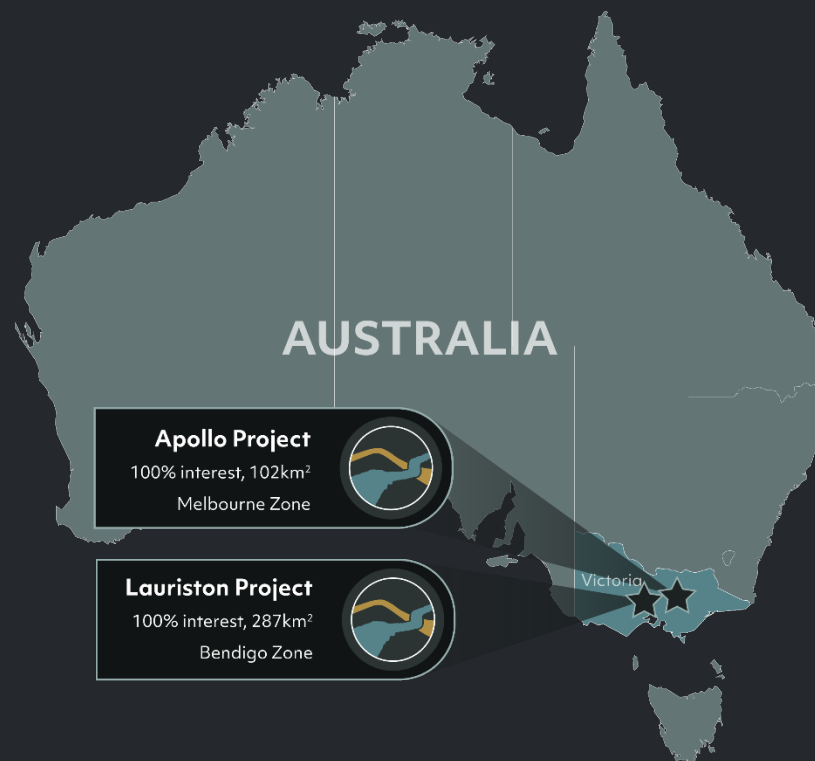 AUSTRALIA
Apollo Project
100% interest, 102km²
Melbourne Zone
Victoria
Lauriston Project
100% interest, 287km²
Bendigo Zone